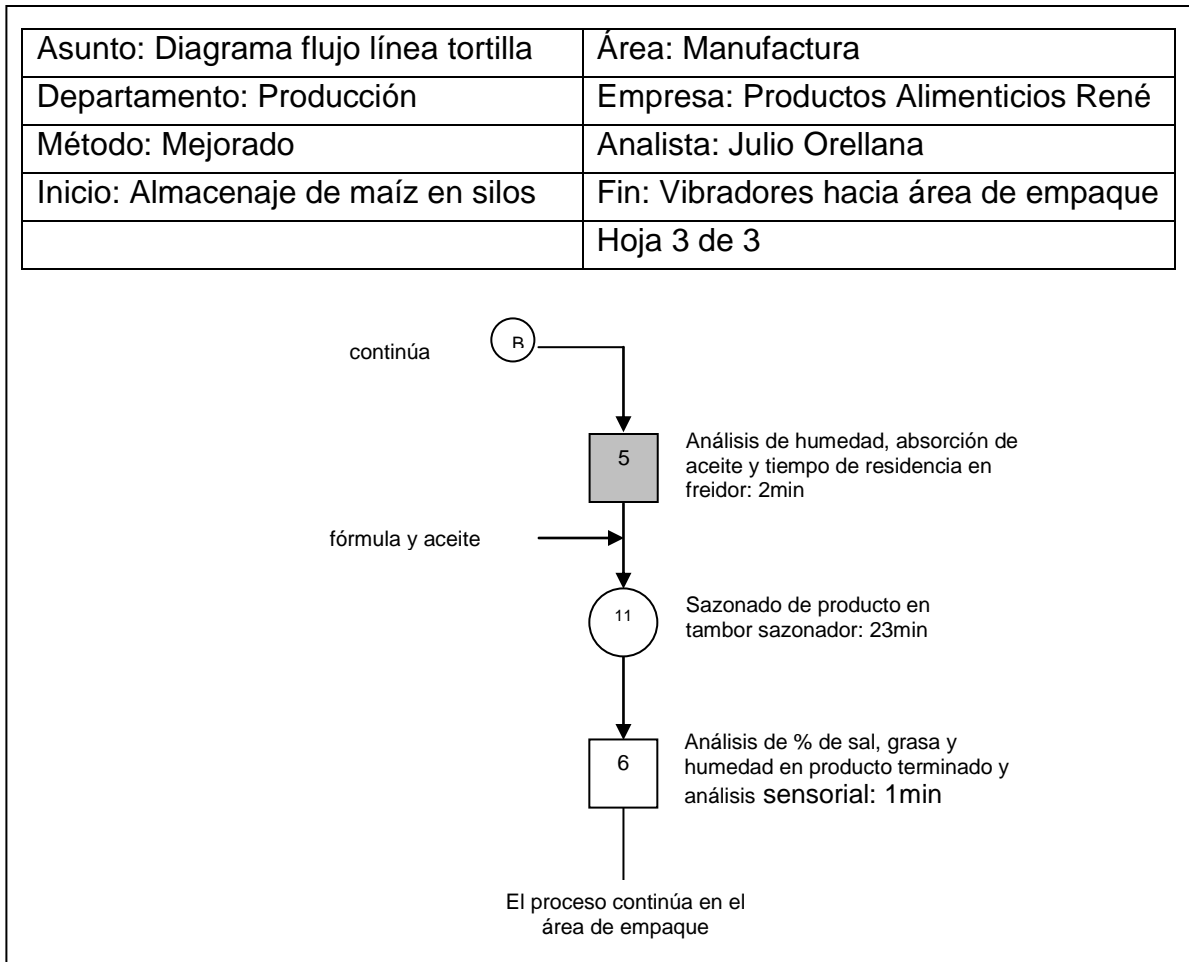 Asunto: Diagrama flujo línea tortilla
Área: Manufactura
Departamento: Producción
Empresa: Productos Alimenticios René
Método: Mejorado
Analista: Julio Orellana
Inicio: Almacenaje de maíz en silos
Fin: Vibradores hacia área de empaque
Hoja 3 de 3
continúa
B
5
Análisis de humedad, absorción de
aceite y tiempo de residencia en
freidor: 2min
fórmula y aceite
11
Sazonado de producto en
tambor sazonador: 23min
6
Análisis de % de sal, grasa y
humedad en producto terminado y
análisis sensorial: 1min
El proceso continúa en el
área de empaque